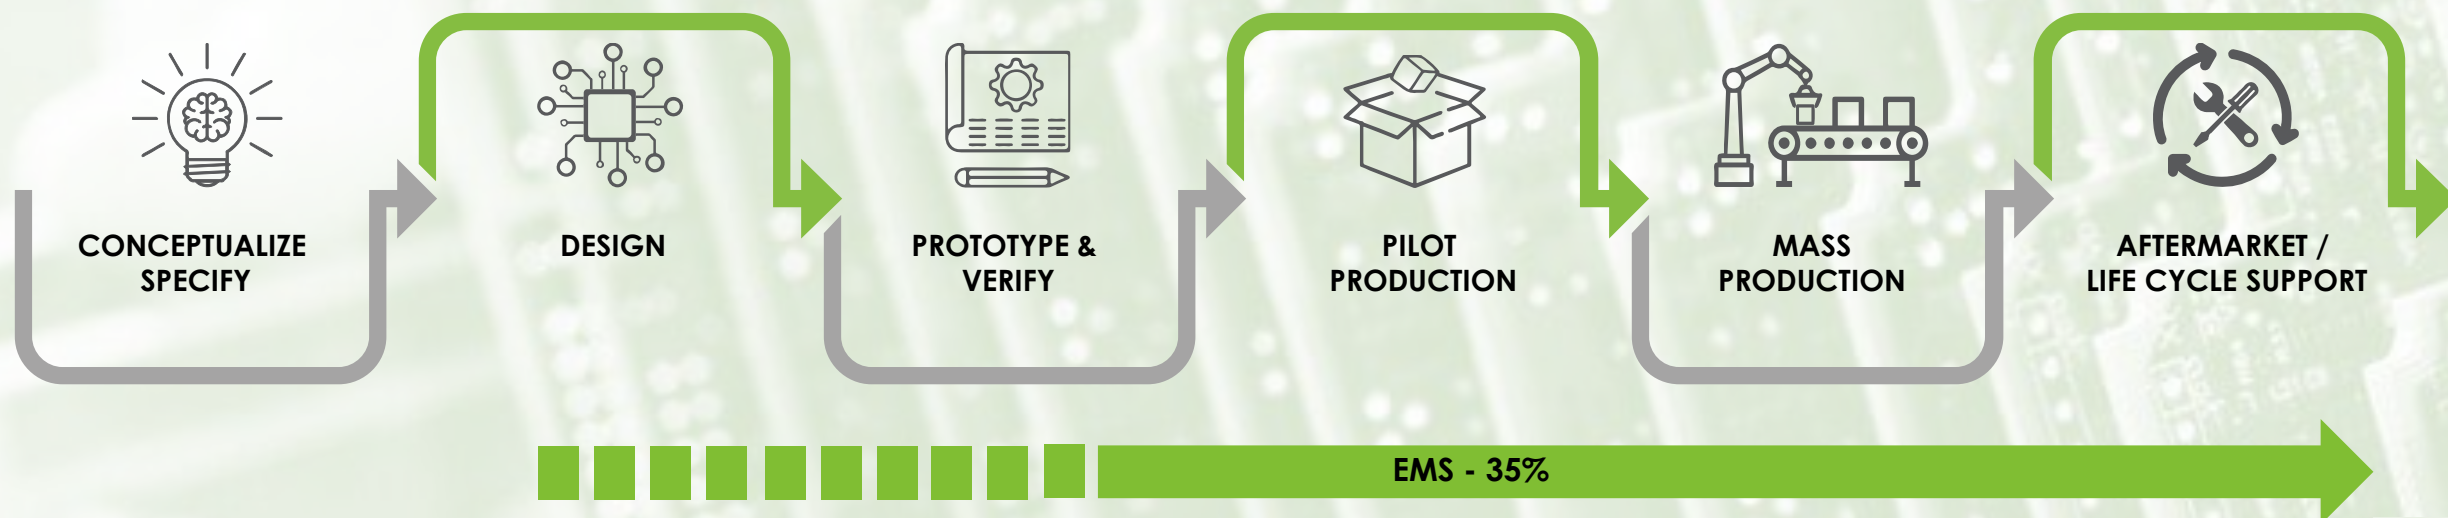 CONCEPTUALIZE
SPECIFY
DESIGN
PROTOTYPE &
VERIFY
PILOT
PRODUCTION
MASS
PRODUCTION
AFTERMARKET /
LIFE CYCLE SUPPORT
EMS - 35%